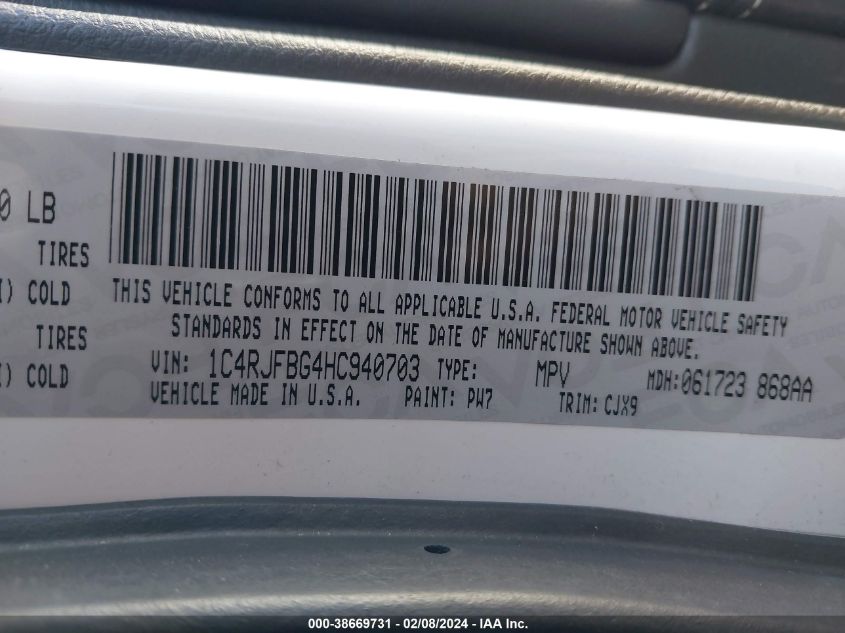 0 LB
TIRES
I) COLD
TIRES
I) COLD
THIS VEHICLE CONFORMS TO ALL APPLICABLE U.S.A. FEDERAL MOTOR VEHICLE SAFETY
STANDARDS IN EFFECT ON THE DATE OF MANUFACTURE SHOWN ABOVE.
VIN: 1C4RJFBG4HC940703 TYPE: MPV MDH: 061723 868AA
VEHICLE MADE IN U.S.A. PAINT: PW7 TRIM: CJX9
000-38669731 - 02/08/2024 - IAA Inc.